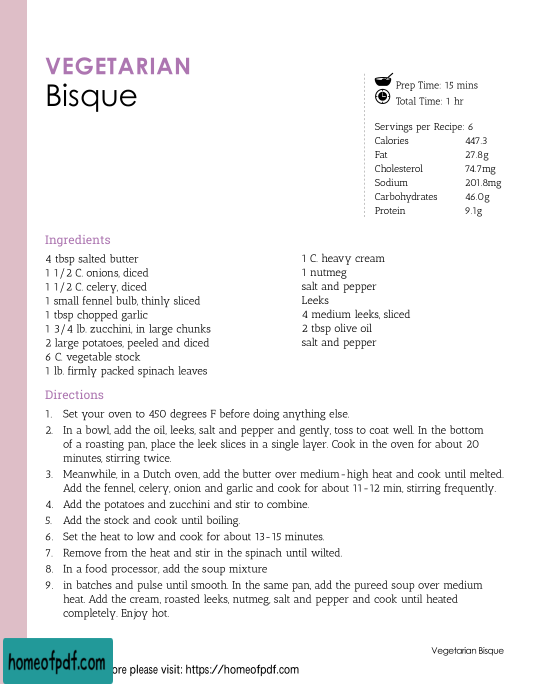 VEGETARIAN
Bisque
Prep Time: 15 mins
Total Time: 1 hr
Servings per Recipe: 6
Calories 447.3
Fat 27.8g
Cholesterol 74.7mg
Sodium 201.8mg
Carbohydrates 46.0g
Protein 9.1g
Ingredients
4 tbsp salted butter
1 1/2 C. onions, diced
1 1/2 C. celery, diced
1 small fennel bulb, thinly sliced
1 tbsp chopped garlic
1 3/4 lb. zucchini, in large chunks
2 large potatoes, peeled and diced
6 C. vegetable stock
1 lb. firmly packed spinach leaves
1 C. heavy cream
1 nutmeg
salt and pepper
Leeks
4 medium leeks, sliced
2 tbsp olive oil
salt and pepper
Directions
1. Set your oven to 450 degrees F before doing anything else.
2. In a bowl, add the oil, leeks, salt and pepper and gently, toss to coat well. In the bottom
of a roasting pan, place the leek slices in a single layer. Cook in the oven for about 20
minutes, stirring twice.
3. Meanwhile, in a Dutch oven, add the butter over medium-high heat and cook until melted.
Add the fennel, celery, onion and garlic and cook for about 11-12 min, stirring frequently.
4. Add the potatoes and zucchini and stir to combine.
5. Add the stock and cook until boiling.
6. Set the heat to low and cook for about 13-15 minutes.
7. Remove from the heat and stir in the spinach until wilted.
8. In a food processor, add the soup mixture
9. in batches and pulse until smooth. In the same pan, add the pureed soup over medium
heat. Add the cream, roasted leeks, nutmeg, salt and pepper and cook until heated
completely. Enjoy hot.
Vegetarian Bisque
homeofpdf.com
ore please visit: https://homeofpdf.com